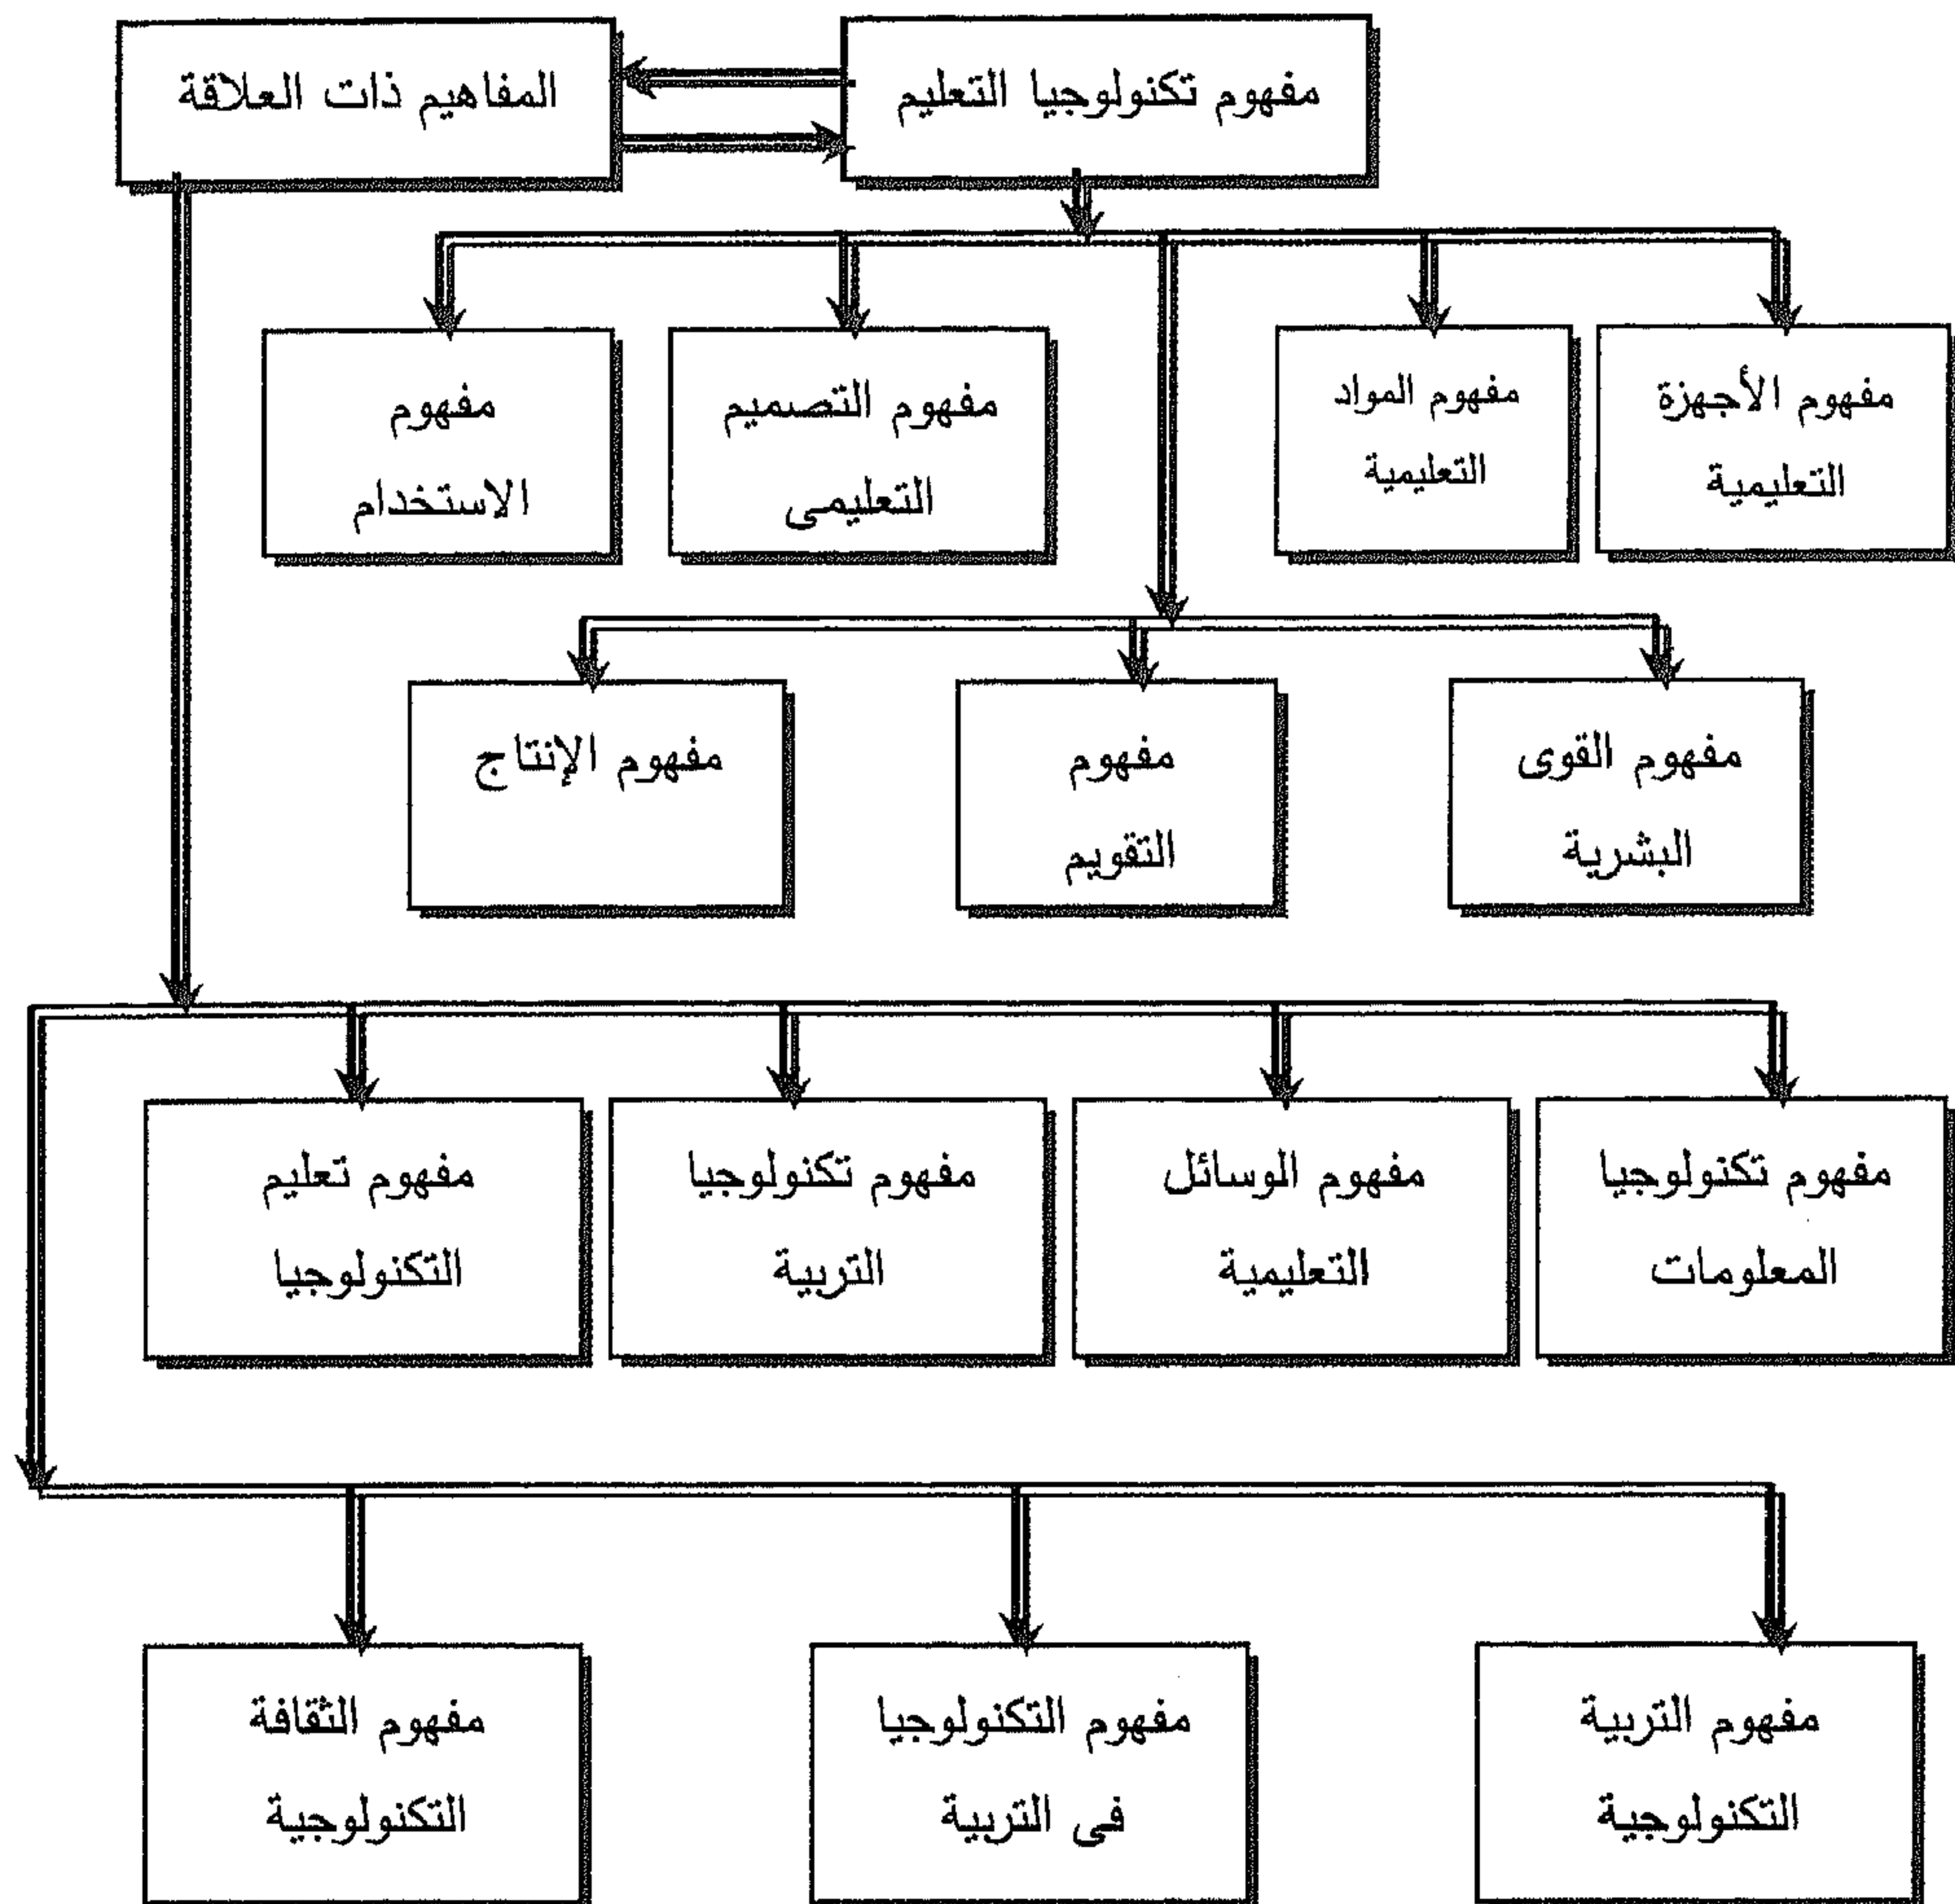 مفهوم تكنولوجيا التعليم
المفاهيم ذات العلاقة
مفهوم الأجهزة
التعليمية
مفهوم المواد
التعليمية
مفهوم التصميم
التعليمى
مفهوم
الاستخدام
مفهوم القوى
البشرية
مفهوم
التقويم
مفهوم الإنتاج
مفهوم تكنولوجيا
المعلومات
مفهوم الوسائل
التعليمية
مفهوم تكنولوجيا
التربية
مفهوم تعليم
التكنولوجيا
مفهوم التربية
التكنولوجية
مفهوم التكنولوجيا
فى التربية
مفهوم الثقافة
التكنولوجية